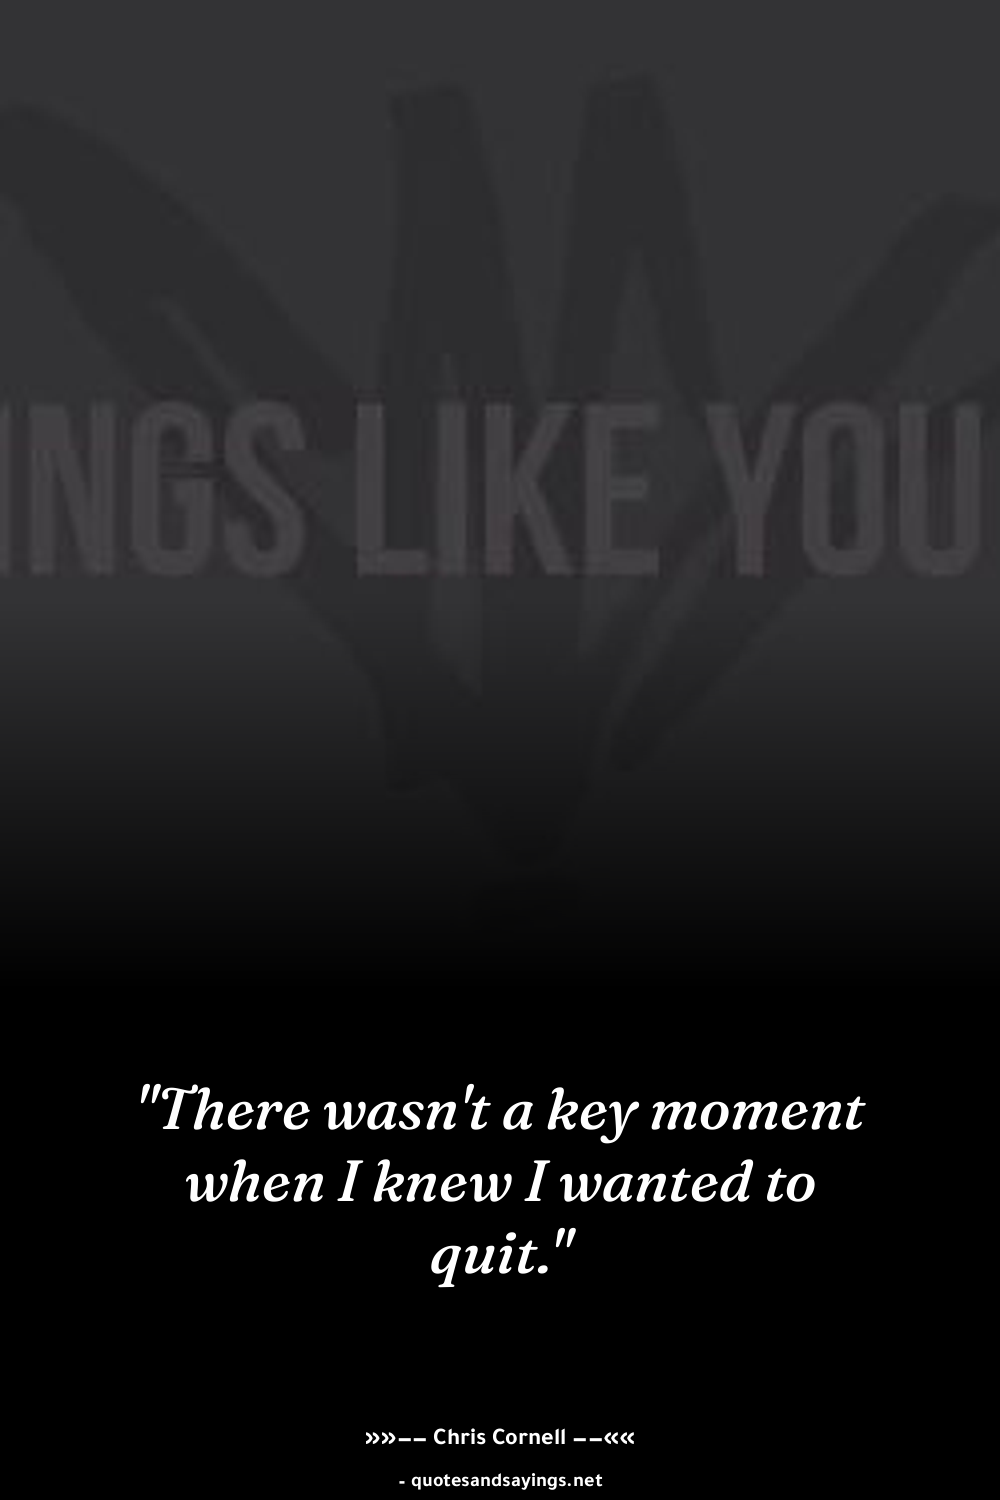 INGS LIKE YOU
"There wasn't a key moment
when I knew I wanted to
quit."
»»—— Chris Cornell ——««
- quotesandsayings.net